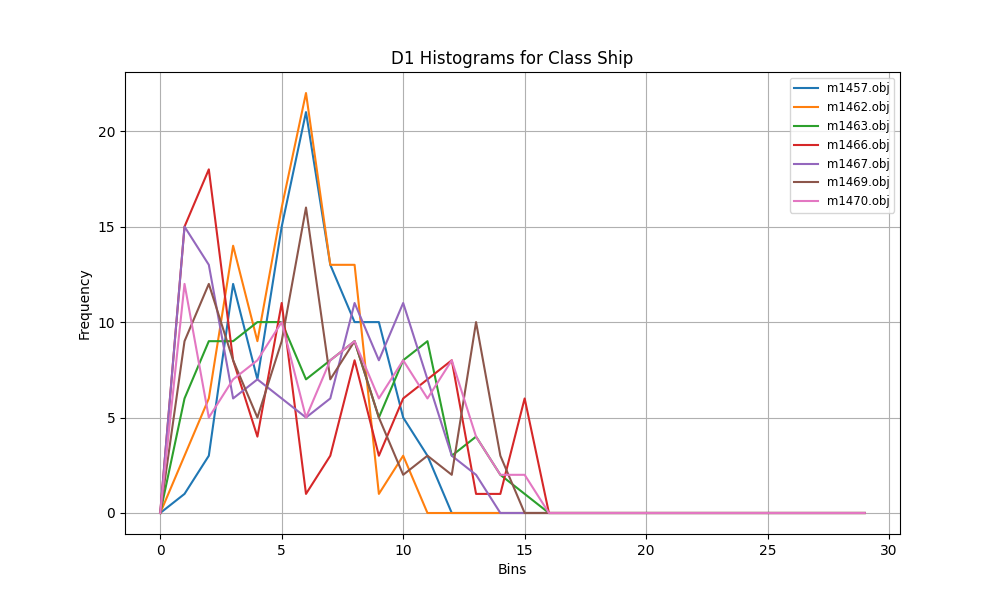 D1 Histograms for Class Ship
m1457.obj
m1462.obj
m1463.obj
m1466.obj
m1467.obj
m1469.obj
m1470.obj
Frequency
20
15
10
5
0
0 5 10 15 20 25 30
Bins